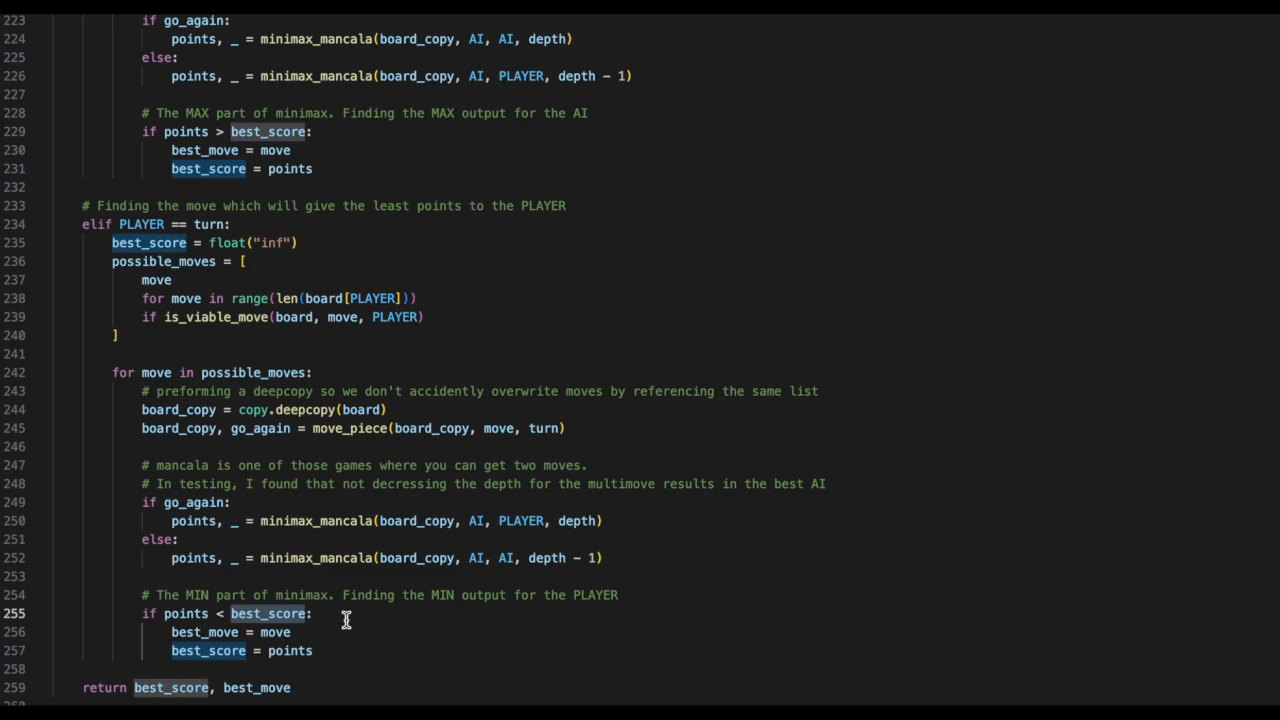 223 if go_again:
224 points, _ = minimax_mancala(board_copy, AI, AI, depth)
225 else:
226 points, _ = minimax_mancala(board_copy, AI, PLAYER, depth - 1)
227
228 # The MAX part of minimax. Finding the MAX output for the AI
229 if points > best_score:
230 best_move = move
231 best_score = points
232
233 # Finding the move which will give the least points to the PLAYER
234 elif PLAYER == turn:
235 best_score = float("inf")
236 possible_moves = [
237 move
238 for move in range(len(board[PLAYER]))
239 if is_viable_move(board, move, PLAYER)
240 ]
241
242 for move in possible_moves:
243 # preforming a deepcopy so we don't accidently overwrite moves by referencing the same list
244 board_copy = copy.deepcopy(board)
245 board_copy, go_again = move_piece(board_copy, move, turn)
246
247 # mancala is one of those games where you can get two moves.
248 # In testing, I found that not decressing the depth for the multimove results in the best AI
249 if go_again:
250 points, _ = minimax_mancala(board_copy, AI, PLAYER, depth)
251 else:
252 points, _ = minimax_mancala(board_copy, AI, AI, depth - 1)
253
254 # The MIN part of minimax. Finding the MIN output for the PLAYER
255 if points < best_score:
256 best_move = move
257 best_score = points
258
259 return best_score, best_move